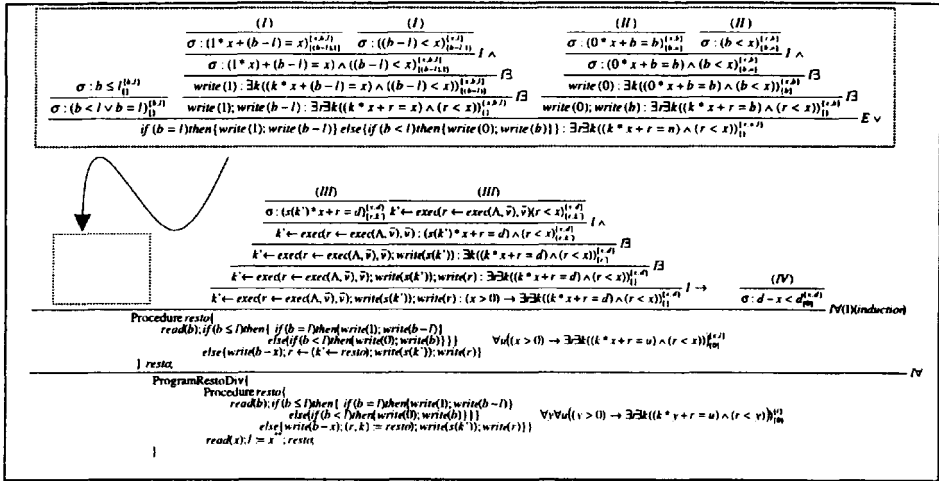 (I) (I) (II) (II)
σ : (1 * x + (b – l) = x) σ : ((b – l) < x) I ∧ σ : (0 * x + b = b) σ : (b < x) I ∧
σ : b ≤ l σ : (1 * x) + (b – l) = x) ∧ ((b – l) < x) σ : (0 * x + b = b) ∧ (b < x)
write(1) : ∃k((k * x + (b – l) = x) ∧ ((b – l) < x)) I∃ write(0) : ∃k((0 * x + b = b) ∧ (b < x)) I∃
σ : (b < l ∨ b = l) write(1); write(b – l) : ∃r∃k((k * x + r = x) ∧ (r < x)) write(0); write(b) : ∃r∃k((k * x + r = b) ∧ (r < x))
if (b = l)then{write(1); write(b – l)} else{if (b < l)then{write(0); write(b)}} : ∃r∃k((k * x + r = n) ∧ (r < x)) E ∨
(III) (III)
σ : (s(k') * x + r = d) k' ← exec(r ← exec(Λ, v̄), v̄)(r < x) I ∧
k' ← exec(r ← exec(Λ, v̄), v̄) : (s(k') * x + r = d) ∧ (r < x)
k' ← exec(r ← exec(Λ, v̄), v̄); write(s(k')) : ∃k((k * x + r = d) ∧ (r < x)) I∃
k' ← exec(r ← exec(Λ, v̄), v̄); write(s(k')); write(r) : ∃r∃k((k * x + r = d) ∧ (r < x)) I∃
k' ← exec(r ← exec(Λ, v̄), v̄); write(s(k')); write(r) : (x > 0) → ∃r∃k((k * x + r = d) ∧ (r < x)) I → (IV) σ : d – x < d
I∀(1)(induction)
Procedure resto{
read(b); if (b ≤ l)then{ if (b = l)then{write(1); write(b – l)}
else{if (b < l)then{write(0); write(b)}}} ∀u((x > 0) → ∃r∃k((k * x + r = u) ∧ (r < x))
else{write(b – x); r ← (k' ← resto); write(s(k')); write(r)}
} resto;
I∀
ProgramRestoDiv{
Procedure resto{
read(b); if (b ≤ l)then{ if (b = l)then{write(1); write(b – l)}
else{if (b < l)then{write(0); write(b)}}} ∀y∀u((y > 0) → ∃r∃k((k * y + r = u) ∧ (r < y))
else{write(b – x); (r, k) := resto); write(s(k')); write(r)}}
read(x); l := x; resto;
}